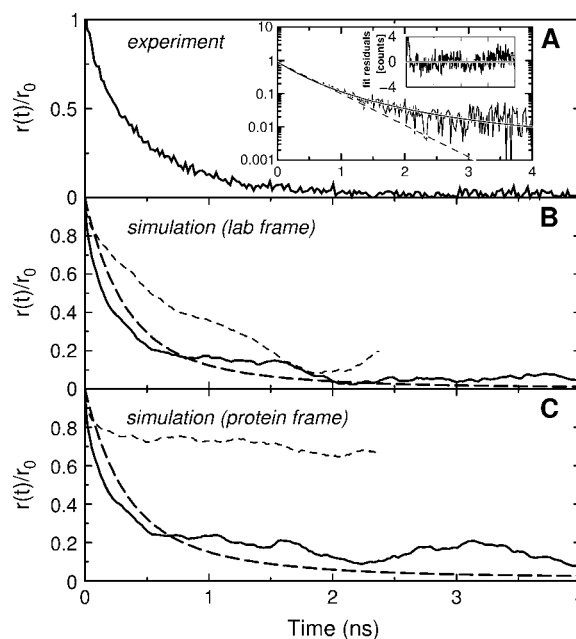 experiment
A
r(t)/r0
1
0.5
0
10
1
0.1
0.01
0.001
0 1 2 3 4
fit residuals
[counts]
4
0
−4
simulation (lab frame)
B
r(t)/r0
0.8
0.6
0.4
0.2
0
simulation (protein frame)
C
r(t)/r0
0.8
0.6
0.4
0.2
0
0 1 2 3 4
Time (ns)